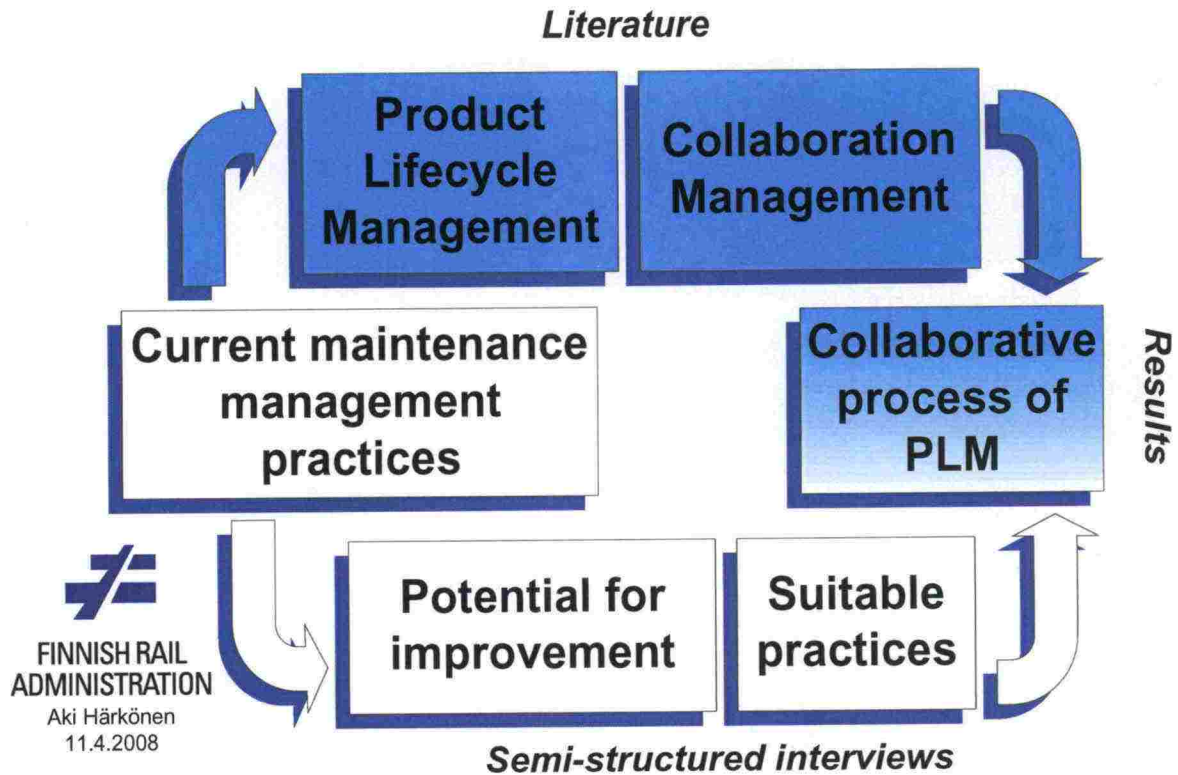 Literature
Product
Lifecycle
Management
Collaboration
Management
Current maintenance
management
practices
Collaborative
process of
PLM
Results
Potential for
improvement
Suitable
practices
FINNISH RAIL
ADMINISTRATION
Aki Härkönen
11.4.2008
Semi-structured interviews